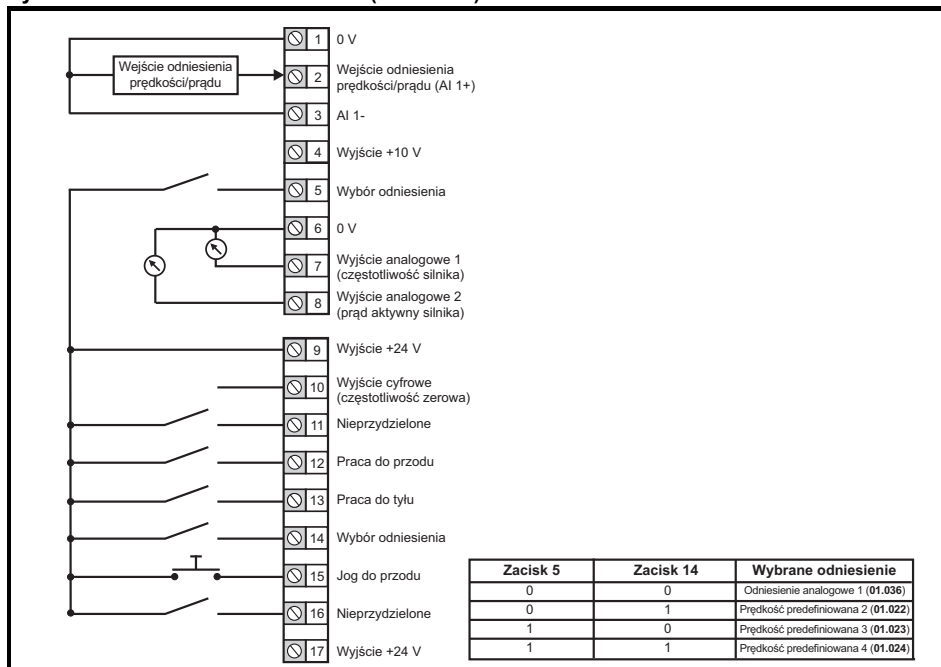 Wejście odniesienia
prędkości/prądu
1 0 V
2 Wejście odniesienia
prędkości/prądu (AI 1+)
3 AI 1-
4 Wyjście +10 V
5 Wybór odniesienia
6 0 V
7 Wyjście analogowe 1
(częstotliwość silnika)
8 Wyjście analogowe 2
(prąd aktywny silnika)
9 Wyjście +24 V
10 Wyjście cyfrowe
(częstotliwość zerowa)
11 Nieprzydzielone
12 Praca do przodu
13 Praca do tyłu
14 Wybór odniesienia
15 Jog do przodu
16 Nieprzydzielone
17 Wyjście +24 V
Zacisk 5 Zacisk 14 Wybrane odniesienie
0 0 Odniesienie analogowe 1 (01.036)
0 1 Prędkość predefiniowana 2 (01.022)
1 0 Prędkość predefiniowana 3 (01.023)
1 1 Prędkość predefiniowana 4 (01.024)